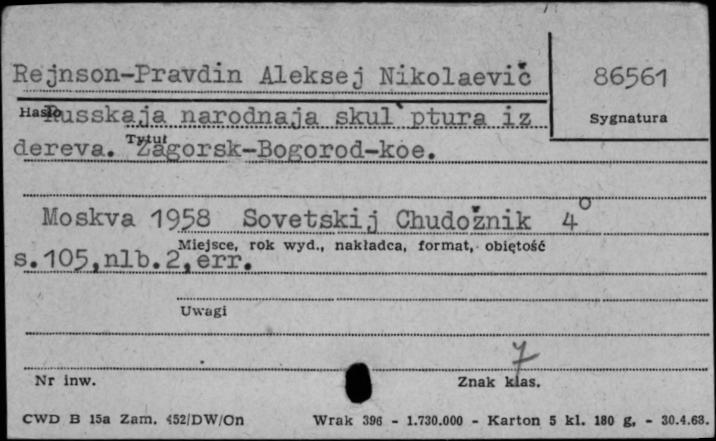 Rejnson-Pravdin Aleksej Nikolaevič 86561
Hasło Russkaja narodnaja skul`ptura iz Sygnatura
dereva. Tytuł Zagorsk-Bogorod-koe.
Moskva 1958 Sovetskij Chudožnik 4°
Miejsce, rok wyd., nakładca, format, objętość
s.105,nlb.2,err.
Uwagi
7
Nr inw. Znak klas.
CWD B 15a Zam. 452/DW/On Wrak 396 - 1.730.000 - Karton 5 kl. 180 g, - 30.4.63.